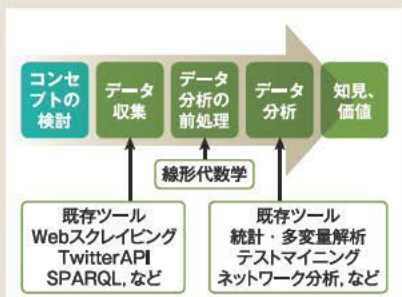 コンセ
プトの
検討
データ
収集
データ
分析の
前処理
データ
分析
知見、
価値
線形代数学
既存ツール
Webスクレイピング
TwitterAPI
SPARQL, など
既存ツール
統計・多変量解析
テストマイニング
ネットワーク分析, など